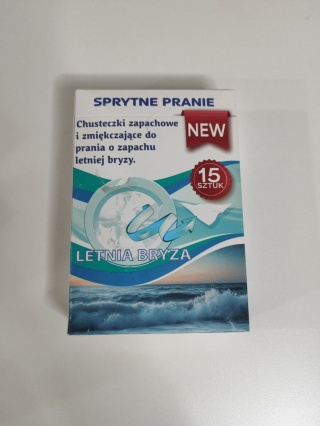 SPRYTNE PRANIE
Chusteczki zapachowe
i zmiękczające do
prania o zapachu
letniej bryzy.
NEW
15
SZTUK
LETNIA BRYZA